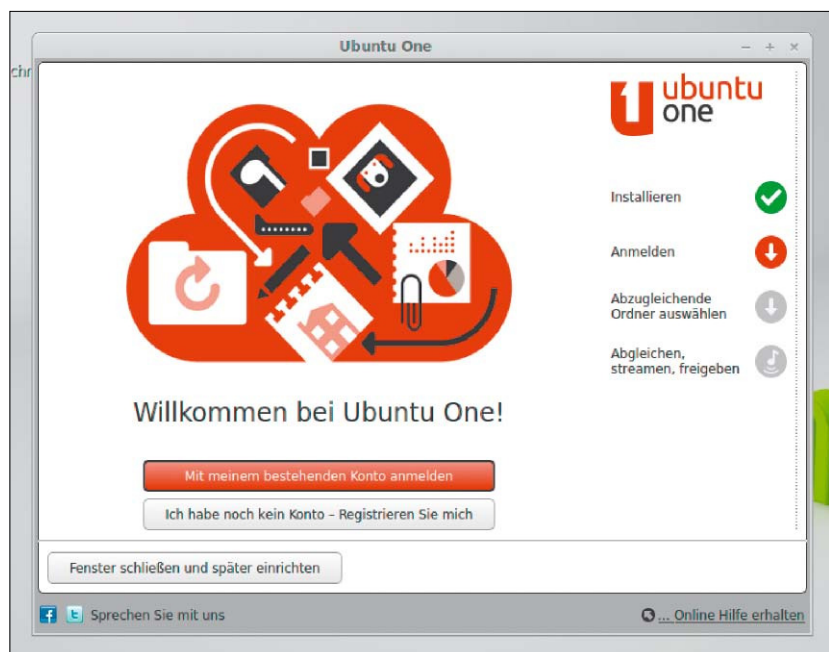 Ubuntu One
chr
ubuntu
one
Installieren
Anmelden
Abzugleichende
Ordner auswählen
Abgleichen,
streamen, freigeben
Willkommen bei Ubuntu One!
Mit meinem bestehenden Konto anmelden
Ich habe noch kein Konto – Registrieren Sie mich
Fenster schließen und später einrichten
Sprechen Sie mit uns
... Online Hilfe erhalten